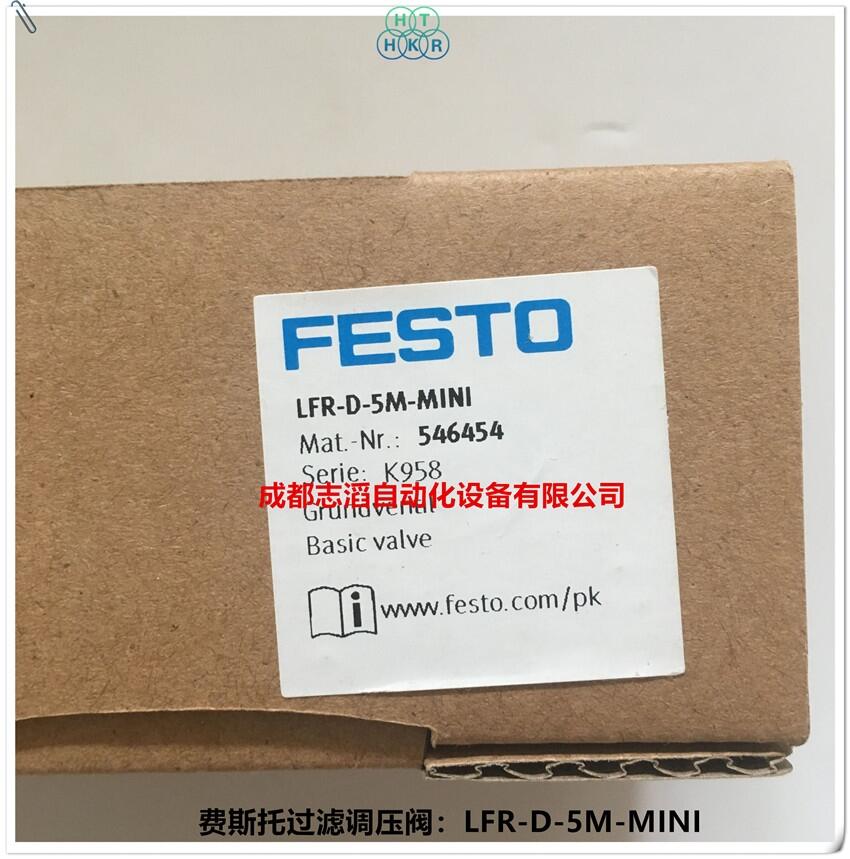 HT
HKR
FESTO
LFR-D-5M-MINI
Mat.-Nr.: 546454
Serie: K958
成都志滔自动化设备有限公司
Grundventil
Basic valve
i www.festo.com/pk
费斯托过滤调压阀：LFR-D-5M-MINI